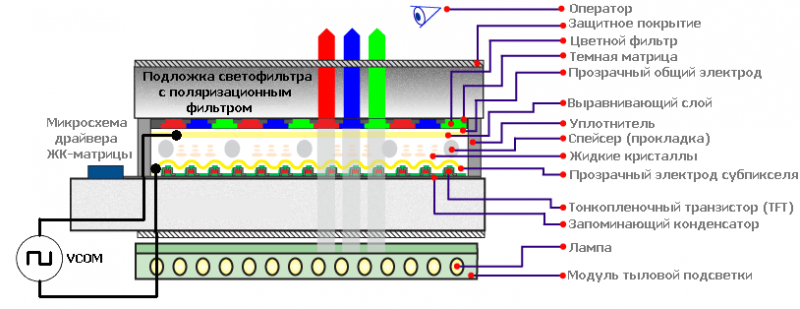 Оператор
Защитное покрытие
Цветной фильтр
Темная матрица
Прозрачный общий электрод
Подложка светофильтра
с поляризационным
фильтром
Выравнивающий слой
Микросхема
драйвера
ЖК-матрицы
Уплотнитель
Спейсер (прокладка)
Жидкие кристаллы
Прозрачный электрод субпикселя
Тонкопленочный транзистор (TFT)
Запоминающий конденсатор
VCOM
Лампа
Модуль тыловой подсветки